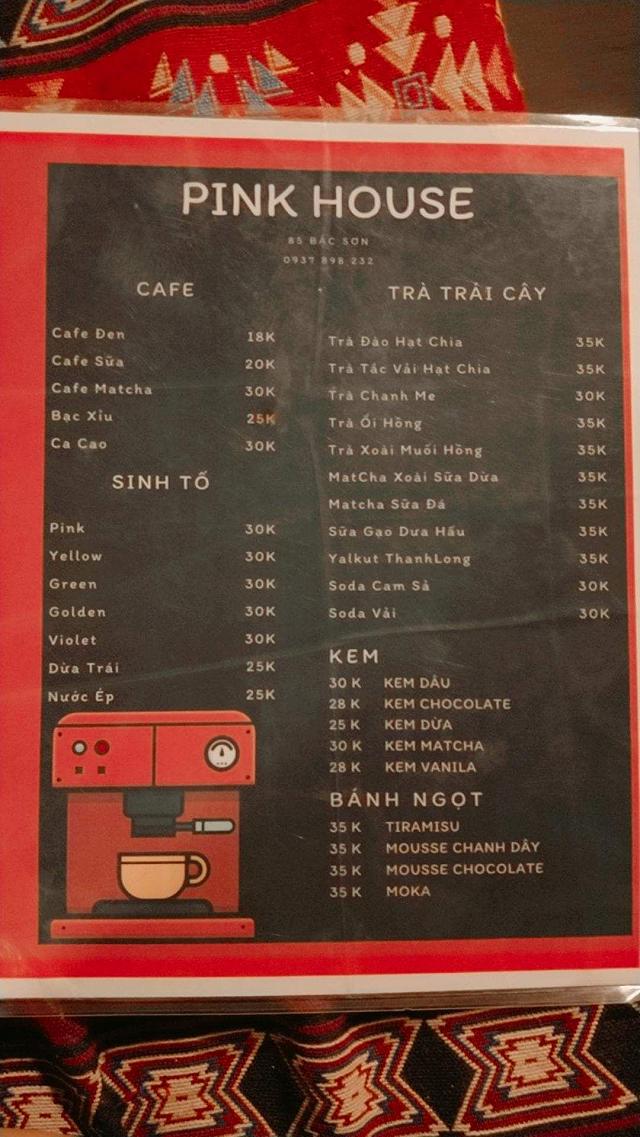 PINK HOUSE
85 BẮC SƠN
0937 898 232
CAFE
Cafe Đen 18K
Cafe Sữa 20K
Cafe Matcha 30K
Bạc Xỉu 25K
Ca Cao 30K
SINH TỐ
Pink 30K
Yellow 30K
Green 30K
Golden 30K
Violet 30K
Dừa Trái 25K
Nước Ép 25K
TRÀ TRÁI CÂY
Trà Đào Hạt Chia 35K
Trà Tắc Vải Hạt Chia 35K
Trà Chanh Me 30K
Trà Ổi Hồng 35K
Trà Xoài Muối Hồng 35K
MatCha Xoài Sữa Dừa 35K
Matcha Sữa Đá 35K
Sữa Gạo Dưa Hấu 35K
Yalkut ThanhLong 35K
Soda Cam Sả 30K
Soda Vải 30K
KEM
30 K KEM DÂU
28 K KEM CHOCOLATE
25 K KEM DỪA
30 K KEM MATCHA
28 K KEM VANILA
BÁNH NGỌT
35 K TIRAMISU
35 K MOUSSE CHANH DÂY
35 K MOUSSE CHOCOLATE
35 K MOKA